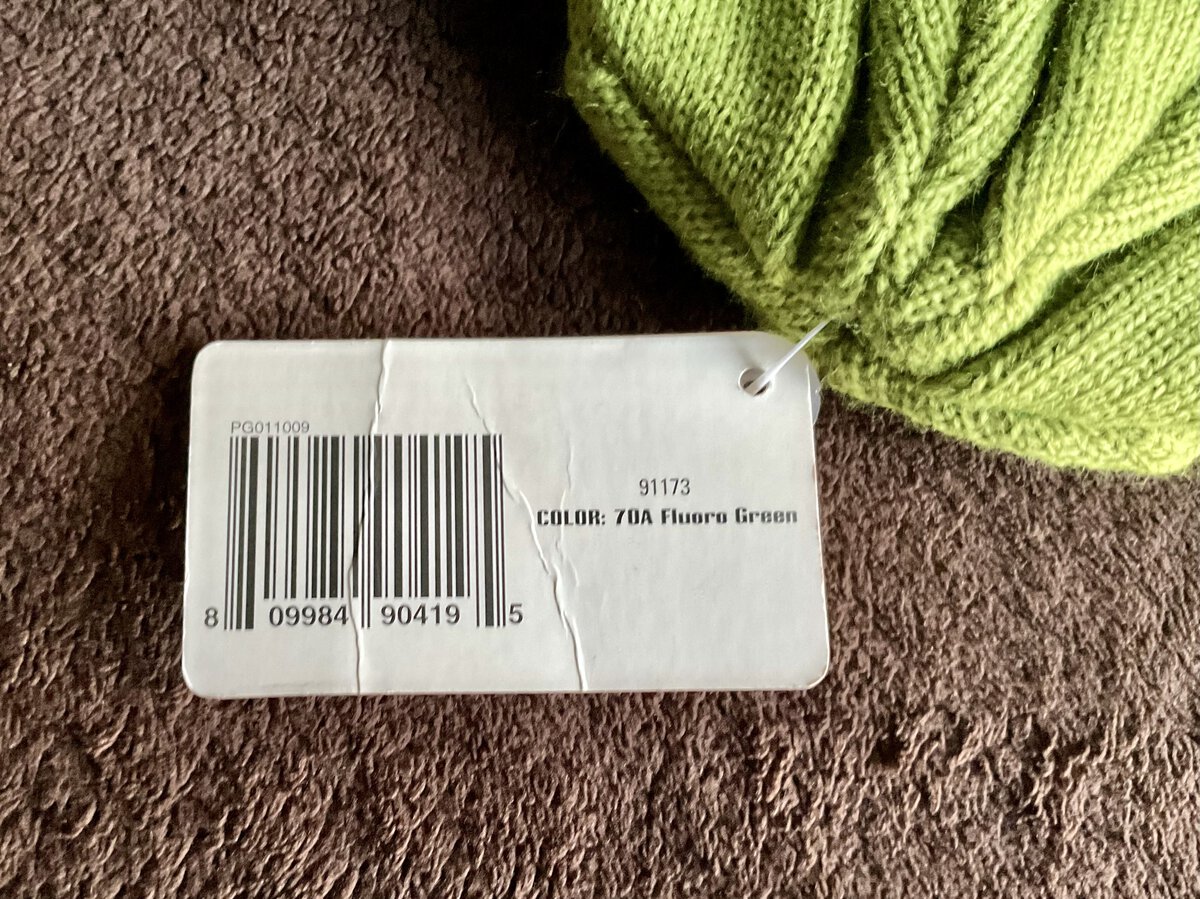 PG011009
8 09984 90419 5
91173
COLOR: 70A Fluoro Green